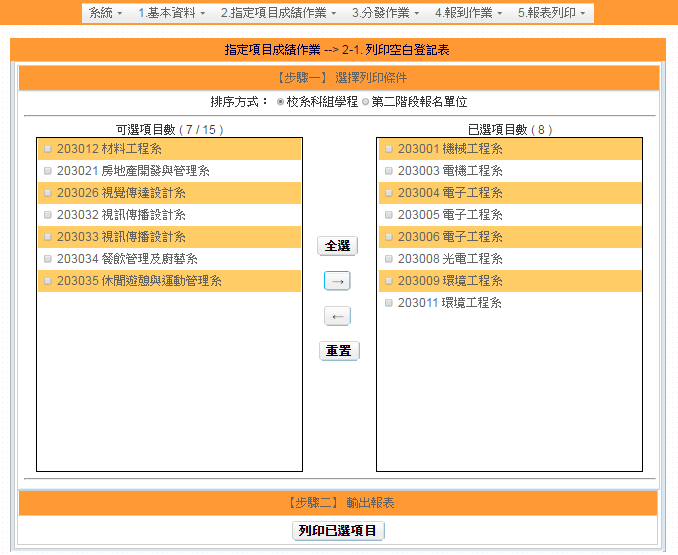 系統 1.基本資料 2.指定項目成績作業 3.分發作業 4.報到作業 5.報表列印
指定項目成績作業 --> 2-1. 列印空白登記表
【步驟一】 選擇列印條件
排序方式： 校系科組學程 第二階段報名單位
可選項目數 ( 7 / 15 )
203012 材料工程系
203021 房地產開發與管理系
203026 視覺傳達設計系
203032 視訊傳播設計系
203033 視訊傳播設計系
203034 餐飲管理及廚藝系
203035 休閒遊憩與運動管理系
全選
→
←
重置
已選項目數 ( 8 )
203001 機械工程系
203003 電機工程系
203004 電子工程系
203005 電子工程系
203006 電子工程系
203008 光電工程系
203009 環境工程系
203011 環境工程系
【步驟二】 輸出報表
列印已選項目